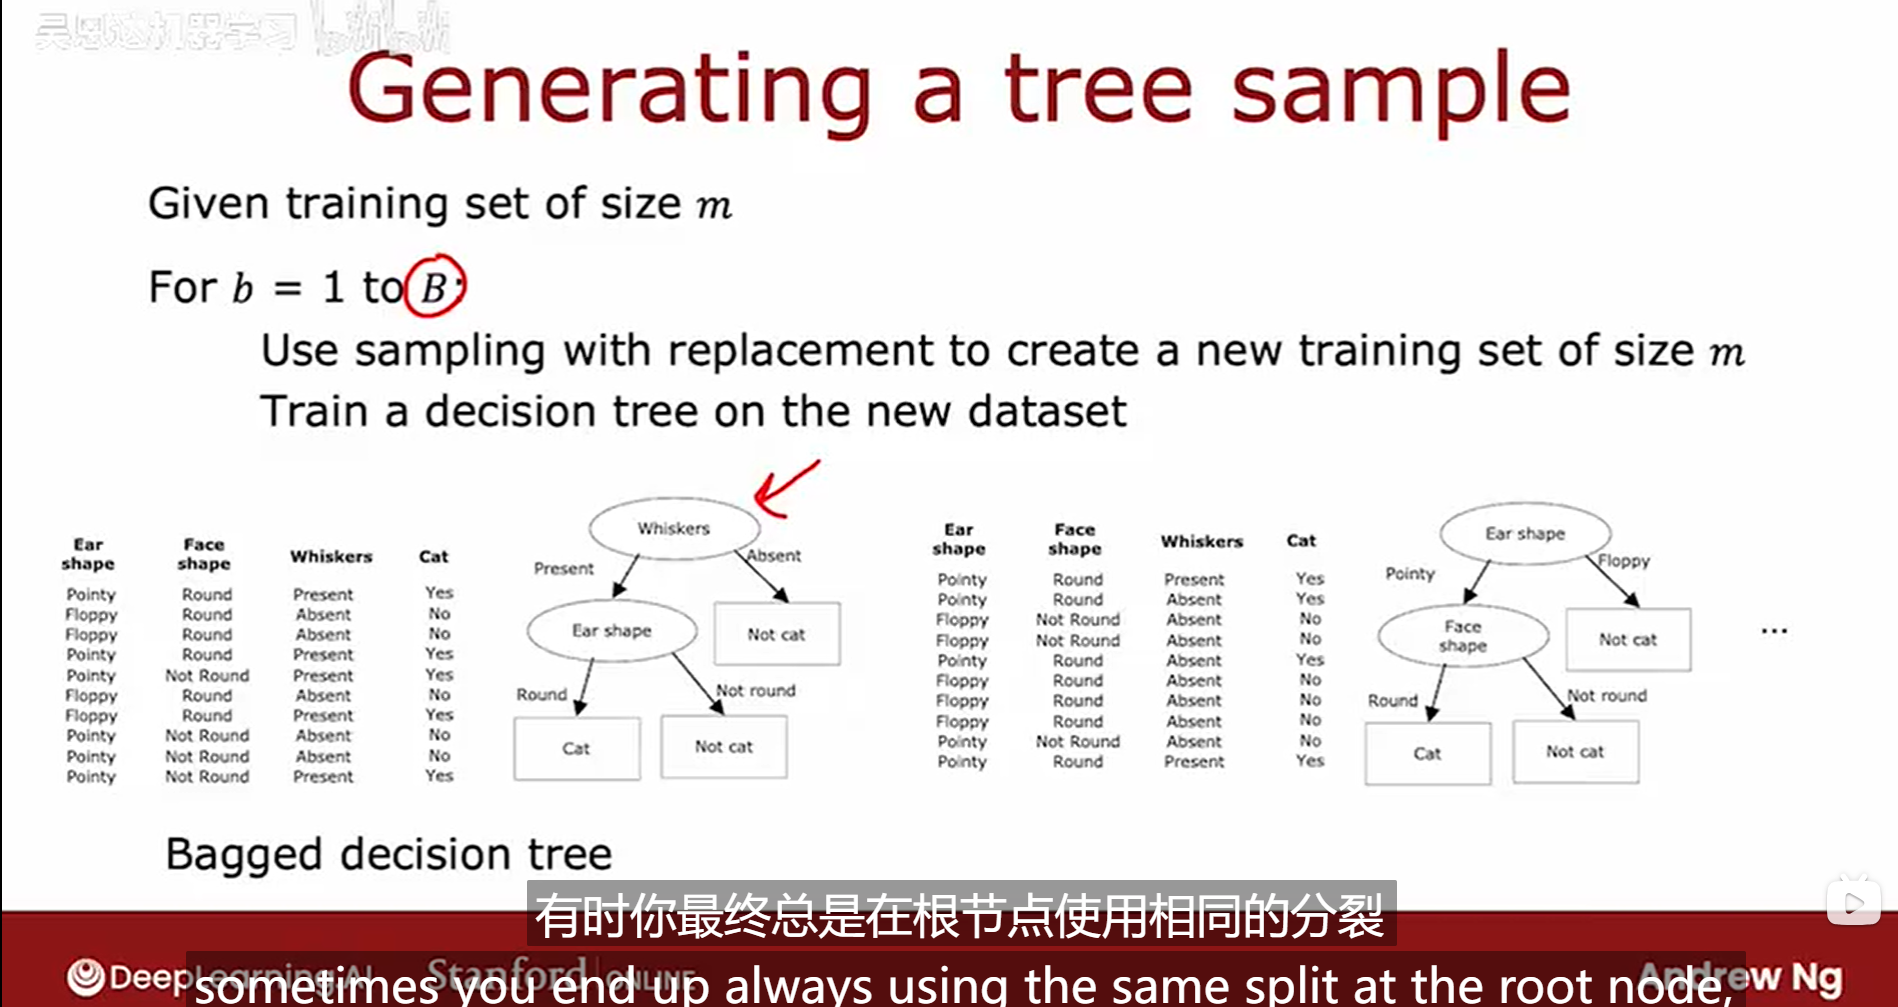 吴恩达机器学习
Generating a tree sample
Given training set of size m
For b = 1 to B:
Use sampling with replacement to create a new training set of size m
Train a decision tree on the new dataset
Ear shape Face shape Whiskers Cat
Pointy Round Present Yes
Floppy Round Absent No
Floppy Round Absent No
Pointy Round Present Yes
Pointy Not Round Present Yes
Floppy Round Absent No
Floppy Round Present Yes
Pointy Not Round Absent No
Pointy Not Round Absent No
Pointy Not Round Present Yes
Whiskers
Present Absent
Ear shape Not cat
Round Not round
Cat Not cat
Ear shape Face shape Whiskers Cat
Pointy Round Present Yes
Pointy Round Absent Yes
Floppy Not Round Absent No
Floppy Not Round Absent No
Pointy Round Absent Yes
Floppy Round Absent No
Floppy Round Absent No
Floppy Round Absent No
Pointy Not Round Absent No
Pointy Round Present Yes
Ear shape
Pointy Floppy
Face shape Not cat
Round Not round
Cat Not cat
...
Bagged decision tree
有时你最终总是在根节点使用相同的分裂
DeepLearning.AI Stanford ONLINE Andrew Ng
sometimes you end up always using the same split at the root node,